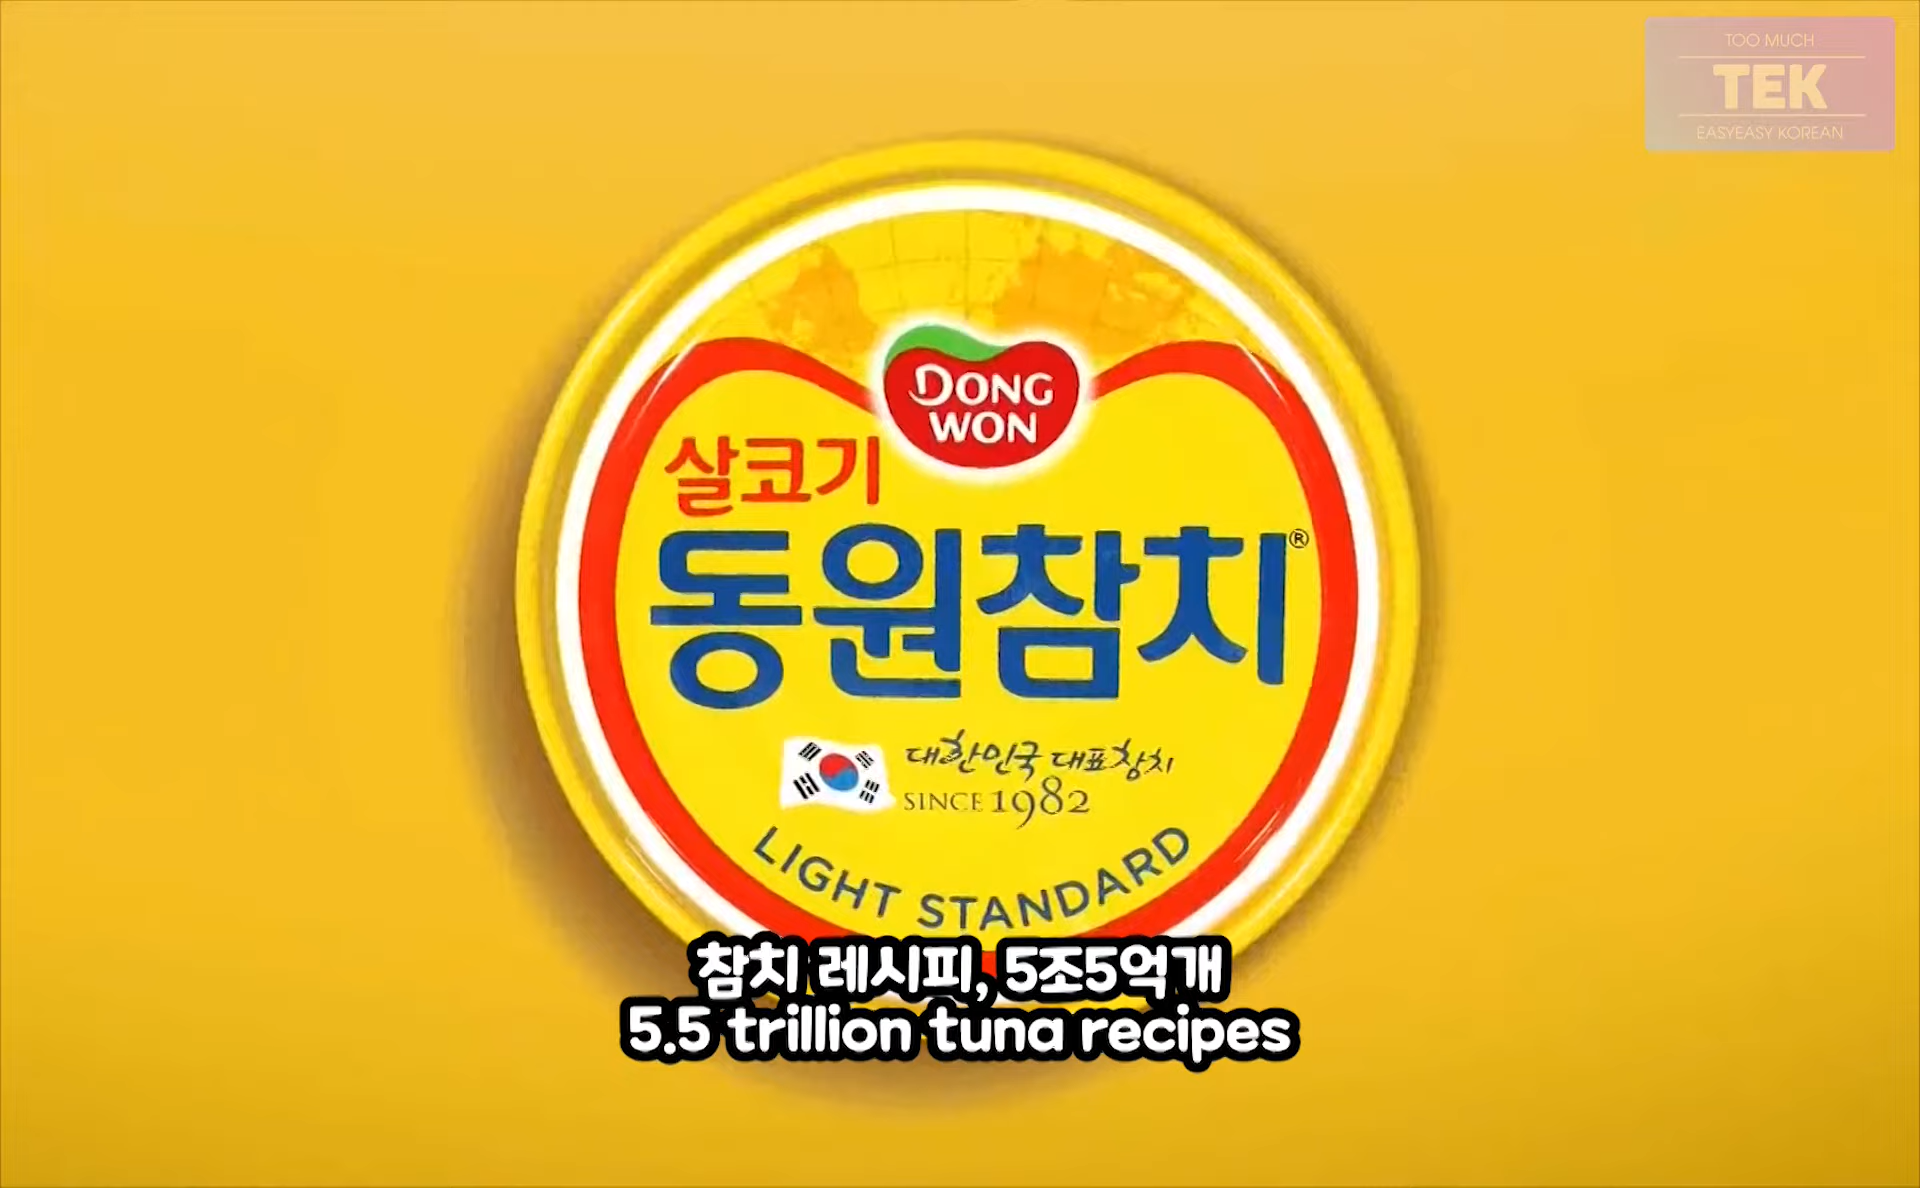 TOO MUCH
TEK
EASYEASY KOREAN
DONG
WON
살코기
동원참치®
대한민국 대표참치
SINCE 1982
LIGHT STANDARD
참치 레시피, 5조5억개
5.5 trillion tuna recipes